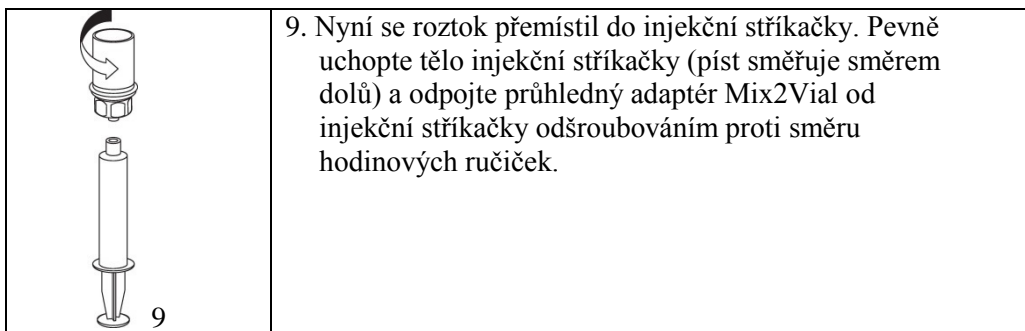 9. Nyní se roztok přemístil do injekční stříkačky. Pevně
uchopte tělo injekční stříkačky (píst směřuje směrem
dolů) a odpojte průhledný adaptér Mix2Vial od
injekční stříkačky odšroubováním proti směru
hodinových ručiček.
9